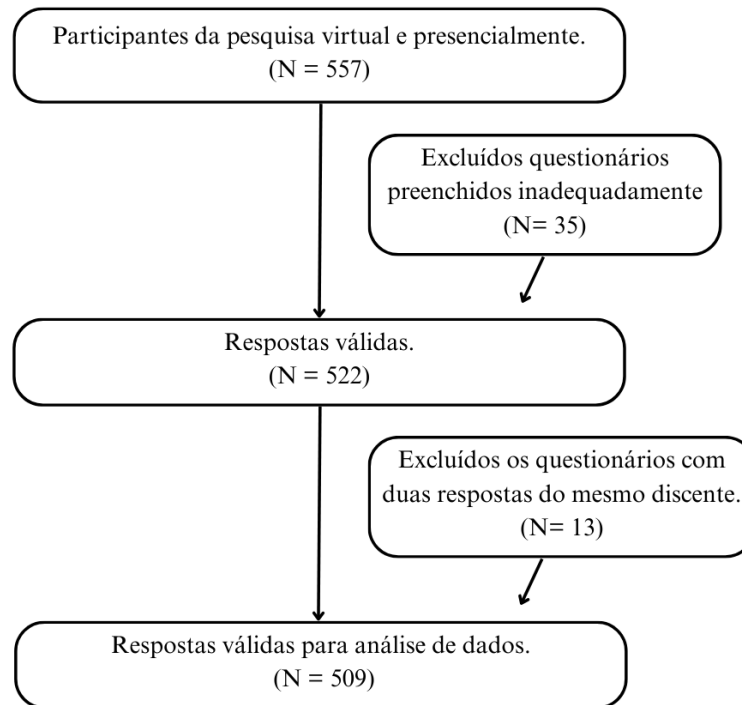 Participantes da pesquisa virtual e presencialmente.
(N = 557)
Excluídos questionários
preenchidos inadequadamente
(N= 35)
Respostas válidas.
(N = 522)
Excluídos os questionários com
duas respostas do mesmo discente.
(N= 13)
Respostas válidas para análise de dados.
(N = 509)